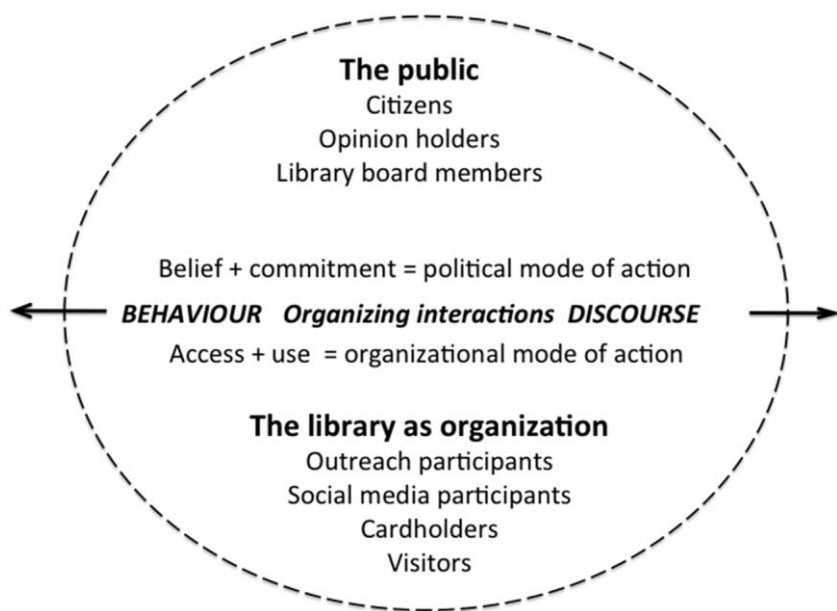 The public
Citizens
Opinion holders
Library board members
Belief + commitment = political mode of action
BEHAVIOUR Organizing interactions DISCOURSE
Access + use = organizational mode of action
The library as organization
Outreach participants
Social media participants
Cardholders
Visitors